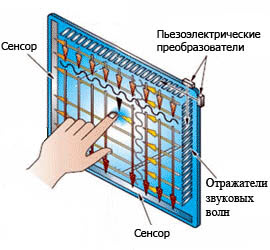 Пьезоэлектрические
преобразователи
Сенсор
Отражатели
звуковых
волн
Сенсор